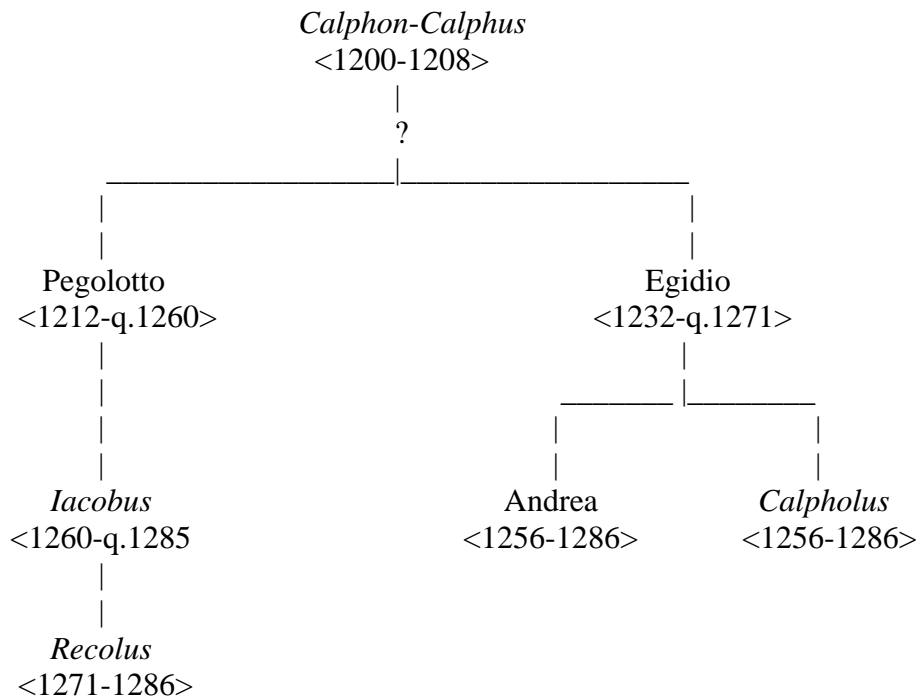 Calphon-Calphus
<1200-1208>
?
Pegolotto Egidio
<1212-q.1260> <1232-q.1271>
Iacobus Andrea Calpholus
<1260-q.1285 <1256-1286> <1256-1286>
Recolus
<1271-1286>